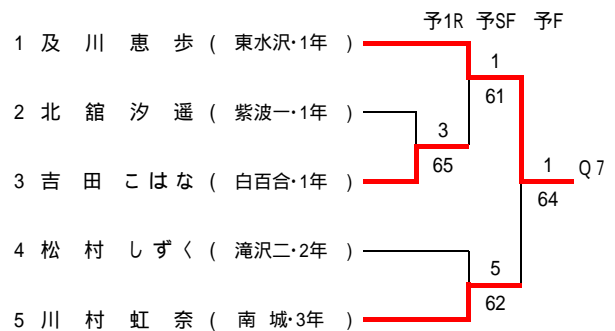 予1R 予SF 予F
1 及川 恵歩 ( 東水沢・1年 )
1
61
2 北舘 汐遥 ( 紫波一・1年 )
3
65
3 吉田 こはな ( 白百合・1年 )
1 Q7
64
4 松村 しずく ( 滝沢二・2年 )
5
62
5 川村 虹奈 ( 南城・3年 )